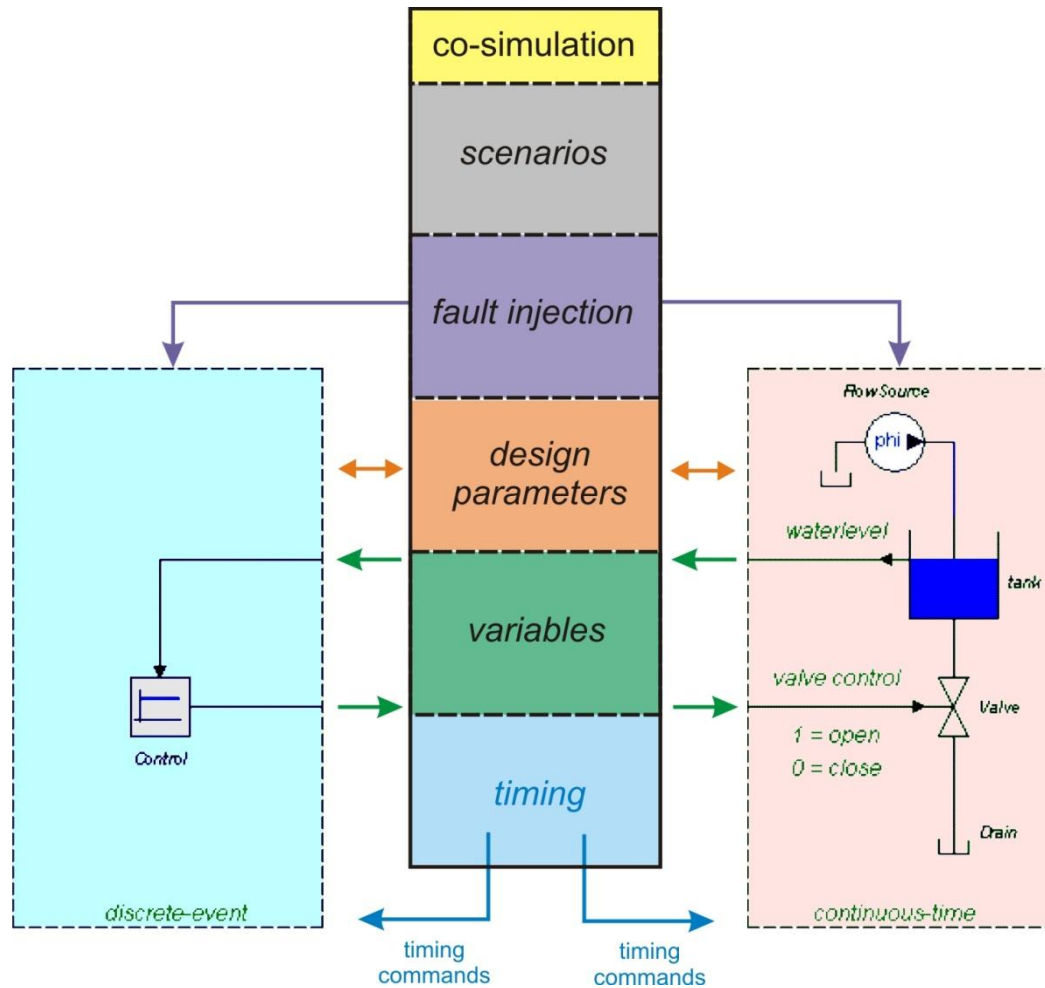 co-simulation
scenarios
fault injection
design
parameters
variables
timing
Control
discrete-event
timing
commands
timing
commands
FlowSource
phi
waterlevel
tank
valve control
1 = open
0 = close
Valve
Drain
continuous-time